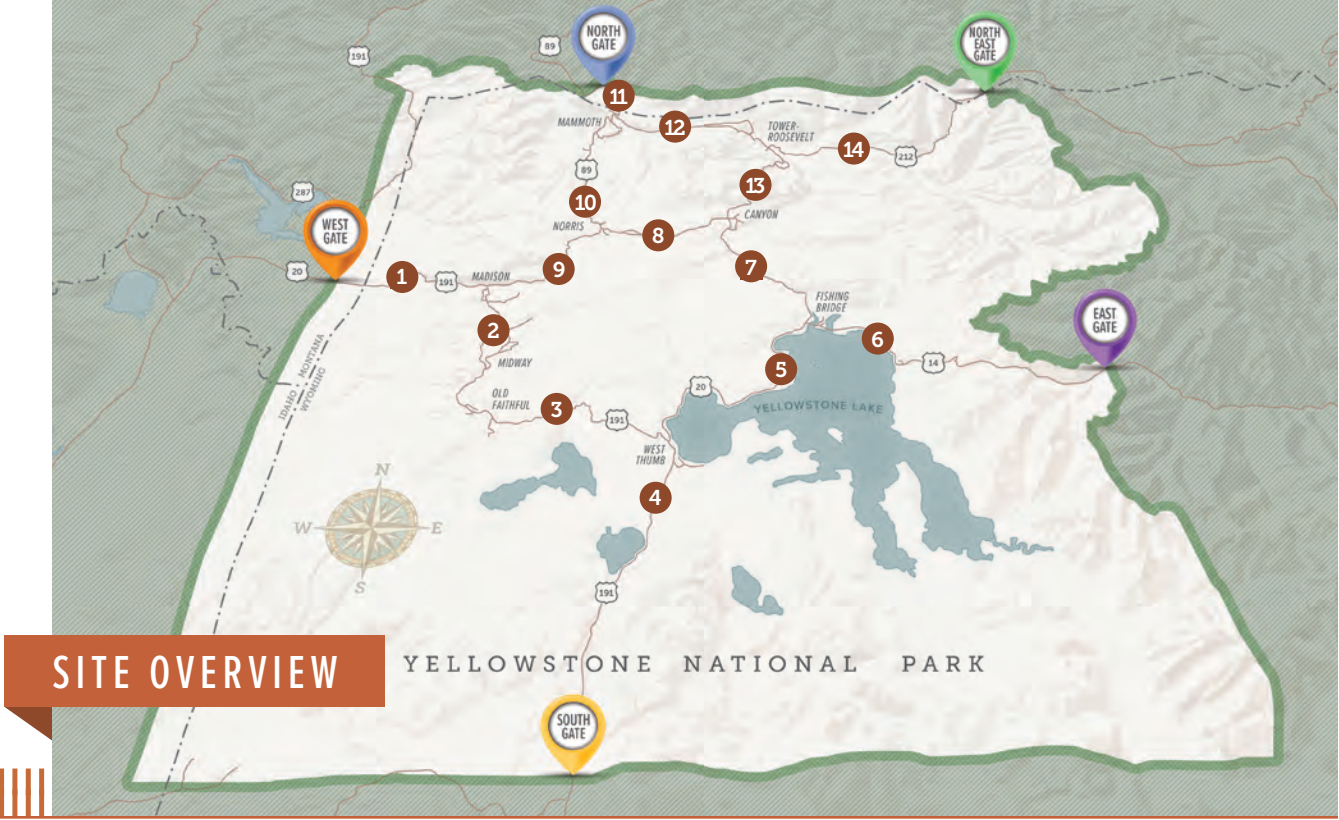 NORTH
GATE
NORTH
EAST
GATE
191
89
11
MAMMOTH
12
TOWER-
ROOSEVELT
14
212
89
13
287
10
CANYON
WEST
GATE
NORRIS
8
20
1
191
MADISON
9
7
FISHING
BRIDGE
EAST
GATE
2
6
IDAHO
MONTANA
WYOMING
MIDWAY
5
14
20
OLD
FAITHFUL
3
191
YELLOWSTONE LAKE
WEST
THUMB
N
W
E
S
4
191
SITE OVERVIEW
YELLOWSTONE NATIONAL PARK
SOUTH
GATE